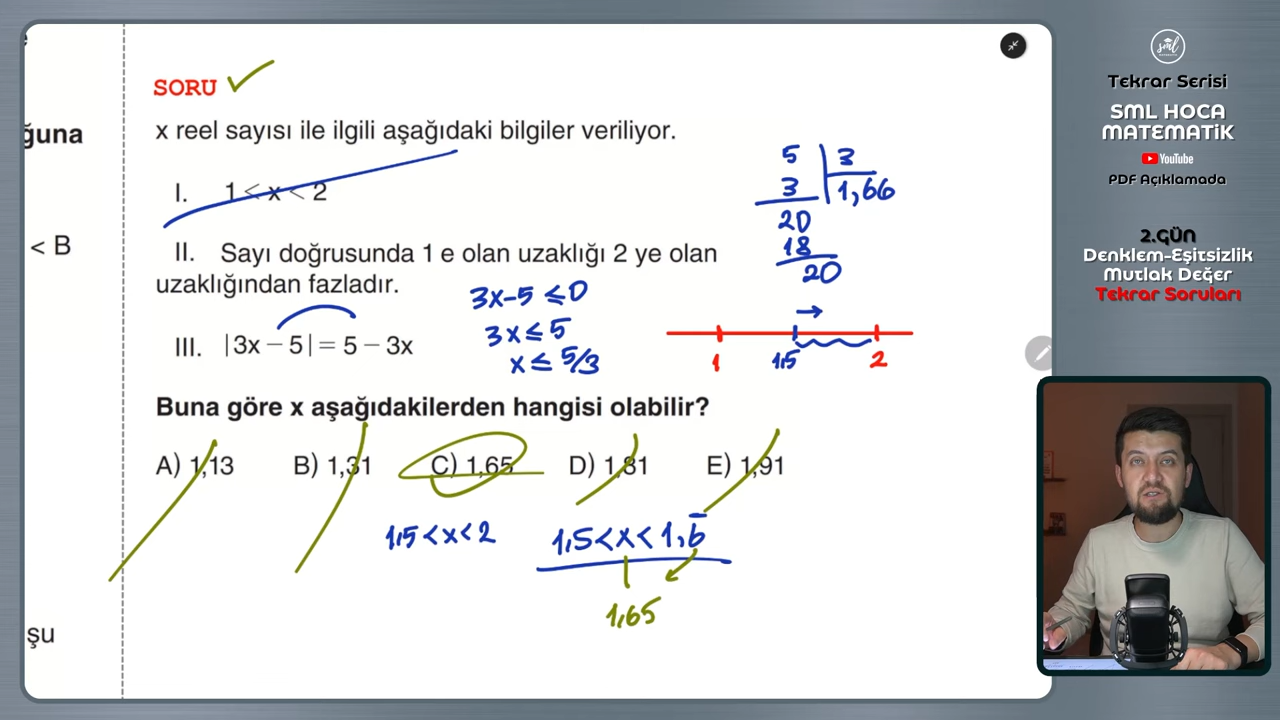 SORU
x reel sayısı ile ilgili aşağıdaki bilgiler veriliyor.
I. 1 < x < 2
II. Sayı doğrusunda 1 e olan uzaklığı 2 ye olan
uzaklığından fazladır.
III. |3x − 5| = 5 − 3x
3x-5 ≤ 0
3x ≤ 5
x ≤ 5/3
5 3
3 1,66
20
18
20
1 1,5 2
Buna göre x aşağıdakilerden hangisi olabilir?
A) 1,13 B) 1,31 C) 1,65 D) 1,81 E) 1,91
1,5 < x < 2
1,5 < x < 1,6̅
1,65
ğuna
< B
şu
sml
Tekrar Serisi
SML HOCA
MATEMATİK
YouTube
PDF Açıklamada
2.GÜN
Denklem-Eşitsizlik
Mutlak Değer
Tekrar Soruları